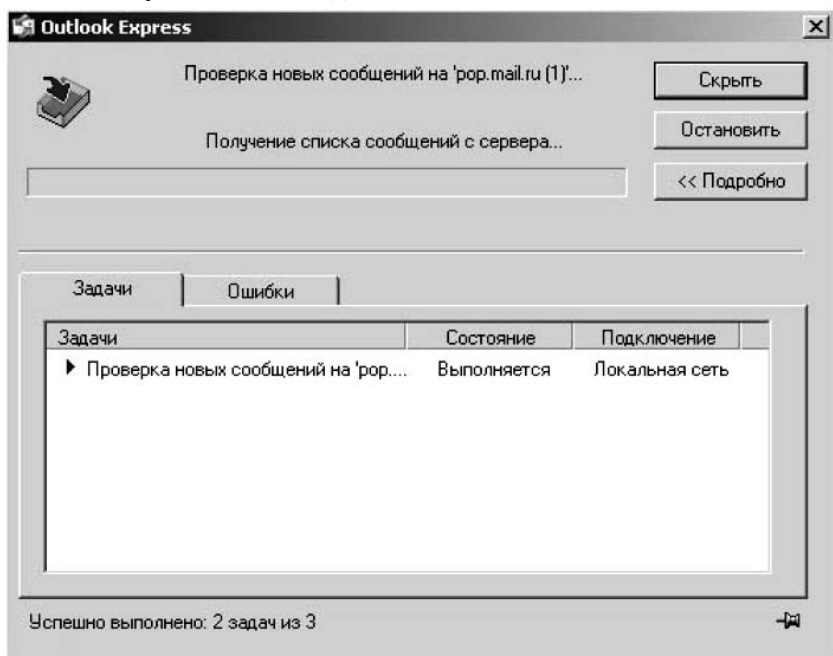 Outlook Express
Проверка новых сообщений на 'pop.mail.ru (1)'...
Скрыть
Получение списка сообщений с сервера...
Остановить
<< Подробно
Задачи Ошибки
Задачи Состояние Подключение
Проверка новых сообщений на 'pop.... Выполняется Локальная сеть
Успешно выполнено: 2 задач из 3